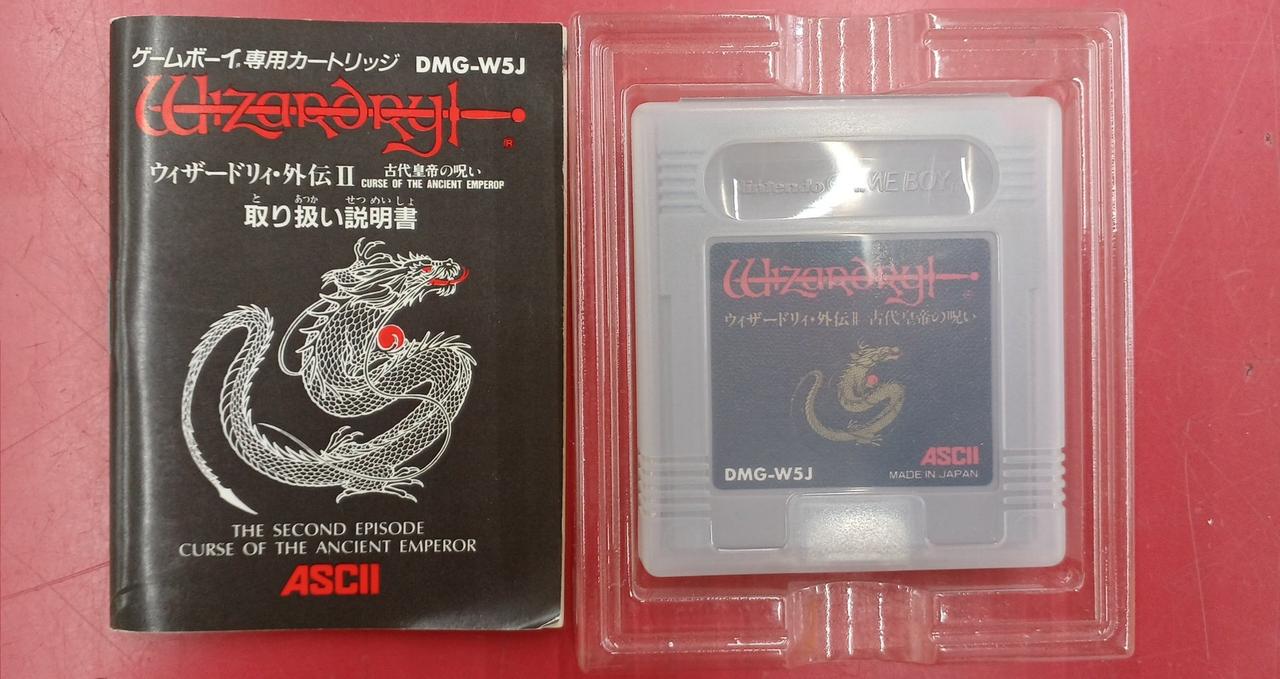 ゲームボーイ専用カートリッジ DMG-W5J
Wizardry
®
ウィザードリィ・外伝II 古代皇帝の呪い
CURSE OF THE ANCIENT EMPEROP
と あつか せつめいしょ
取り扱い説明書
THE SECOND EPISODE
CURSE OF THE ANCIENT EMPEROR
ASCII
Nintendo GAME BOY
Wizardry
®
ウィザードリィ・外伝II 古代皇帝の呪い
ASCII
DMG-W5J MADE IN JAPAN